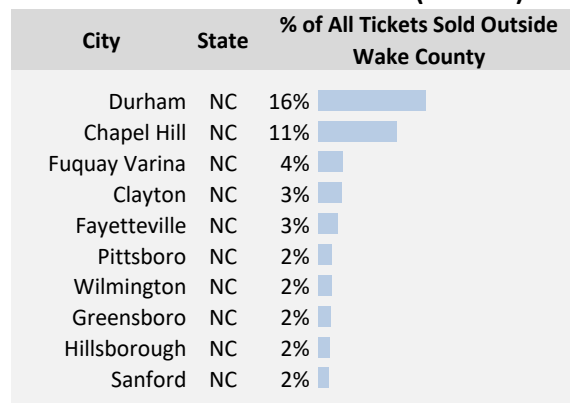 City State % of All Tickets Sold Outside
Wake County
Durham NC 16%
Chapel Hill NC 11%
Fuquay Varina NC 4%
Clayton NC 3%
Fayetteville NC 3%
Pittsboro NC 2%
Wilmington NC 2%
Greensboro NC 2%
Hillsborough NC 2%
Sanford NC 2%